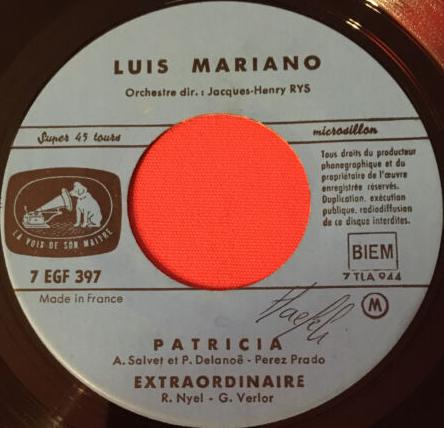 LUIS MARIANO
Orchestre dir. : Jacques-Henry RYS
Super 45 tours
microsillon
Tous droits du producteur
phonographique et du
propriétaire de l'œuvre
enregistrée réservés.
Duplication, exécution
publique, radiodiffusion
de ce disque interdites.
LA VOIX DE SON MAITRE
BIEM
7 EGF 397
7 TLA 944
Made in France
M
PATRICIA
A. Salvet et P. Delanoë - Perez Prado
EXTRAORDINAIRE
R. Nyel - G. Verlor